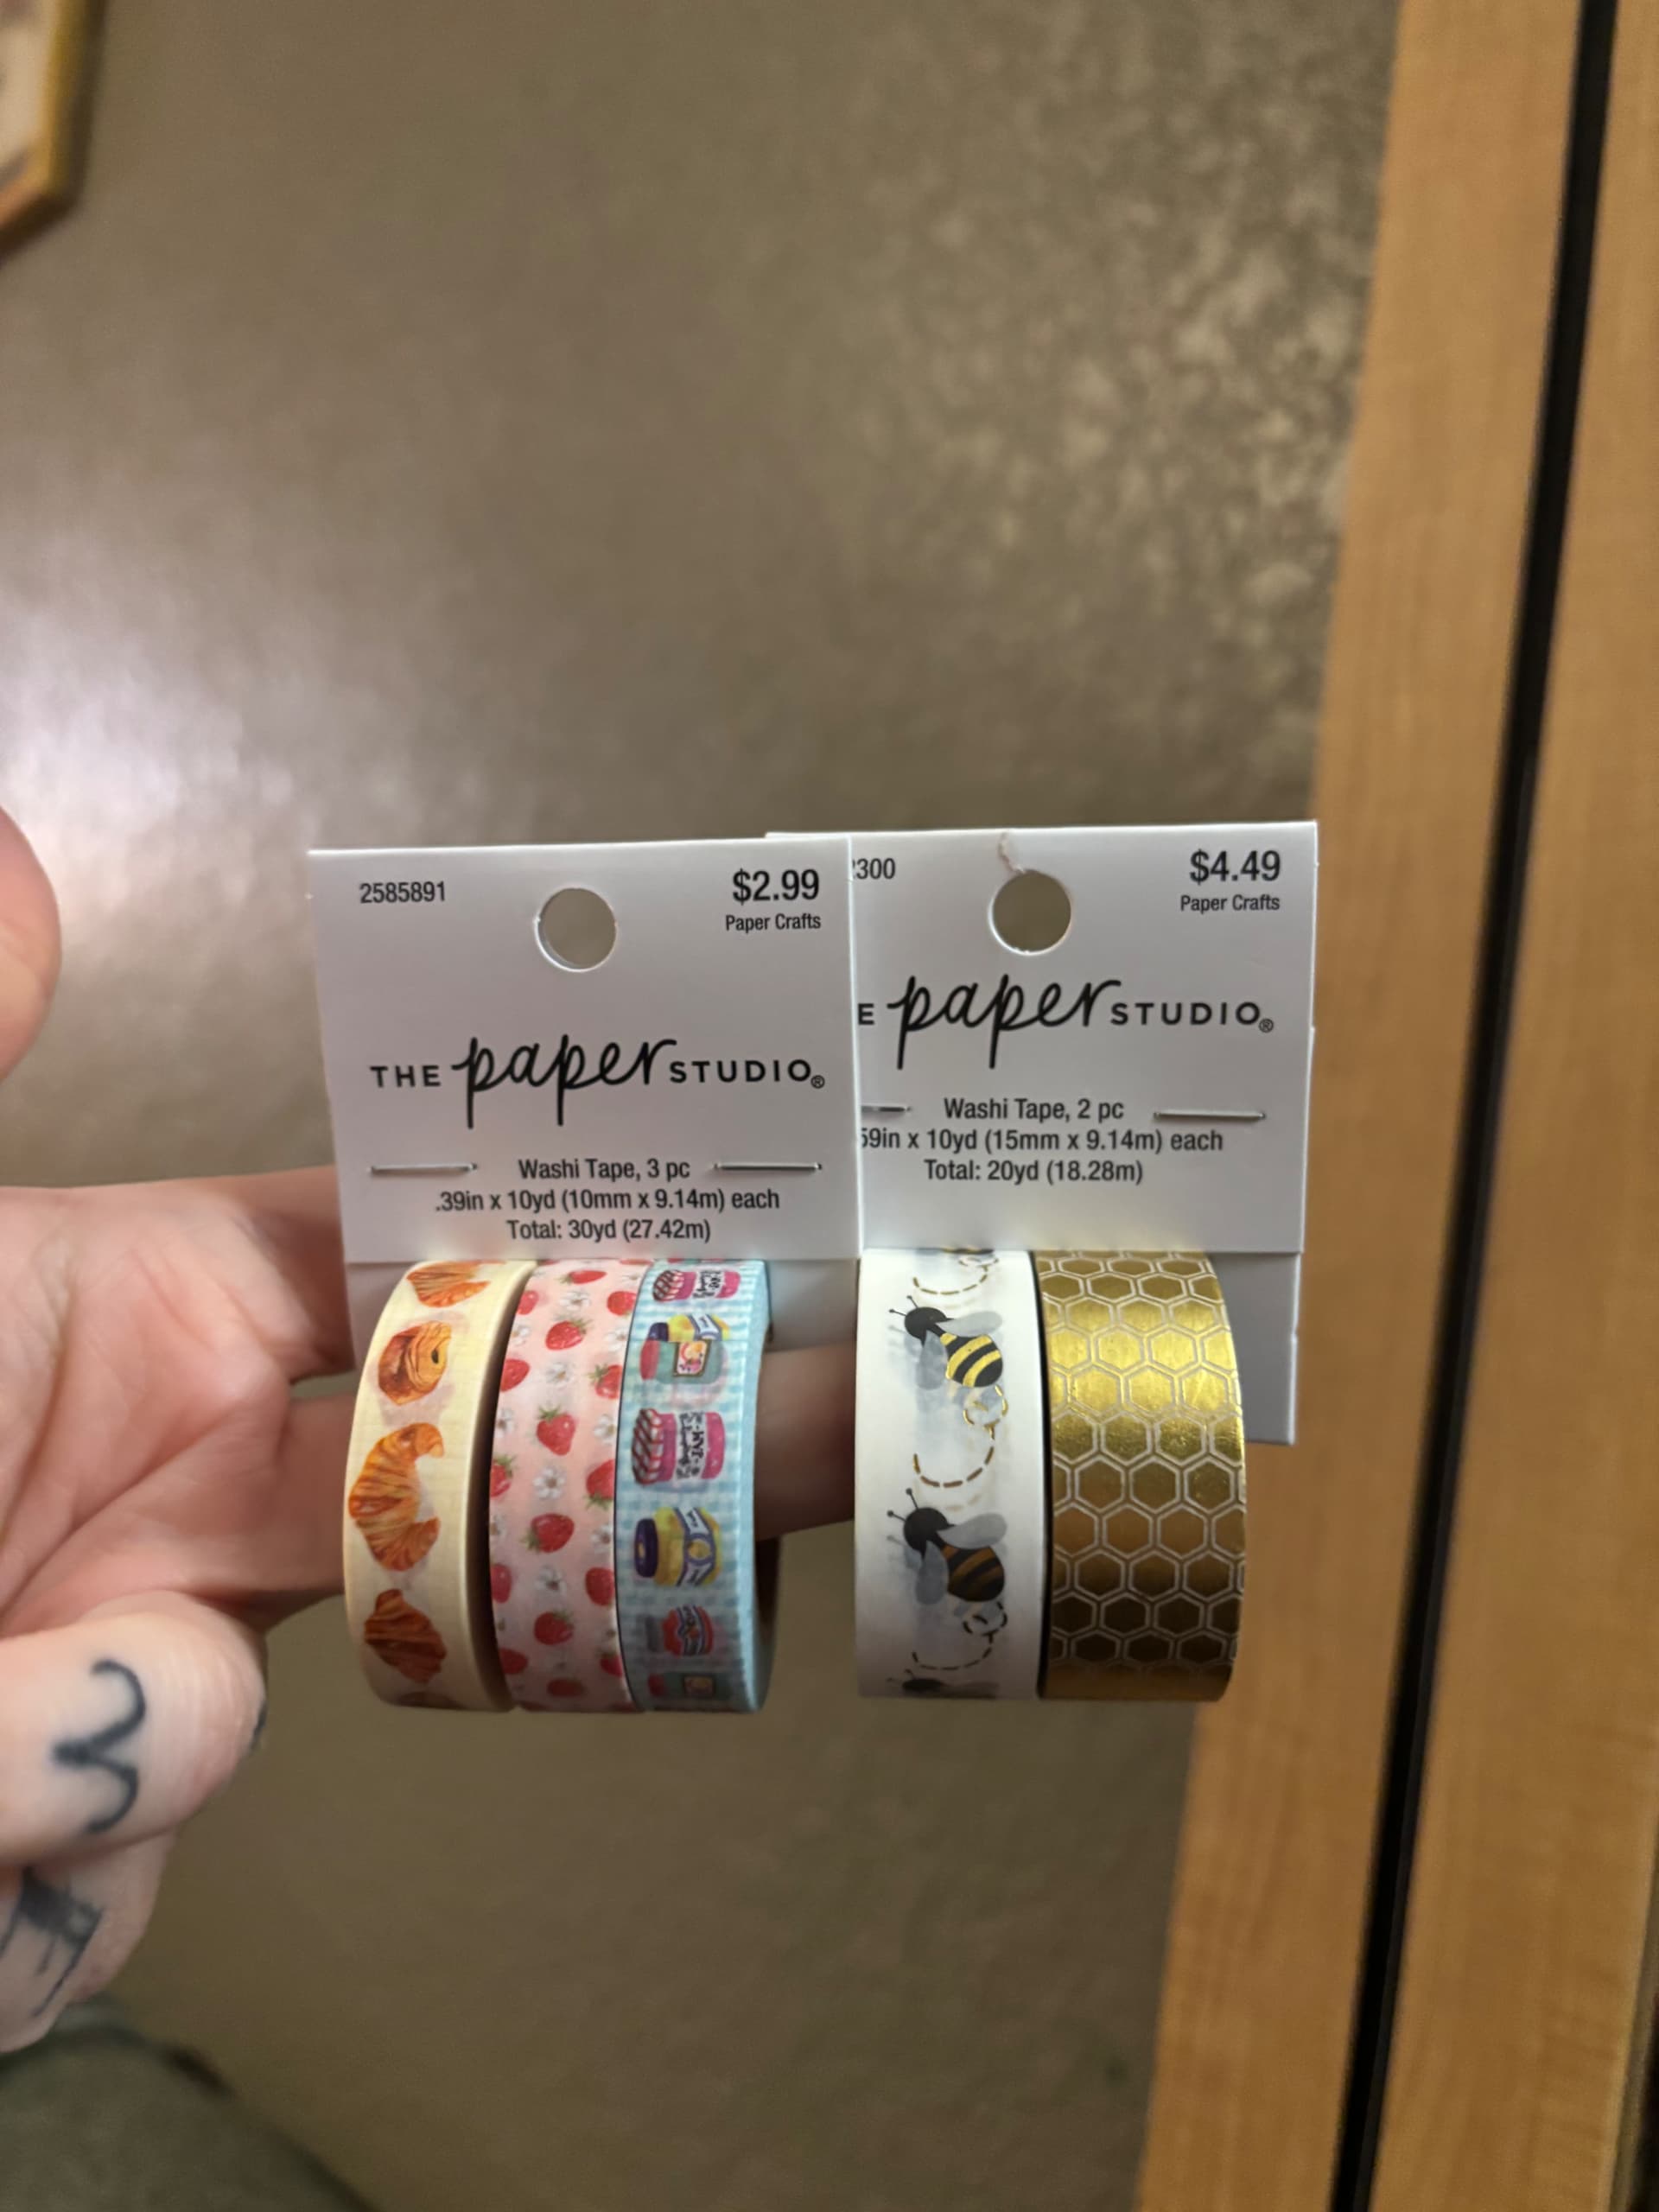 2585891
$2.99
Paper Crafts
THE paper STUDIO®
Washi Tape, 3 pc
.39in x 10yd (10mm x 9.14m) each
Total: 30yd (27.42m)
300
$4.49
Paper Crafts
E paper STUDIO®
Washi Tape, 2 pc
59in x 10yd (15mm x 9.14m) each
Total: 20yd (18.28m)